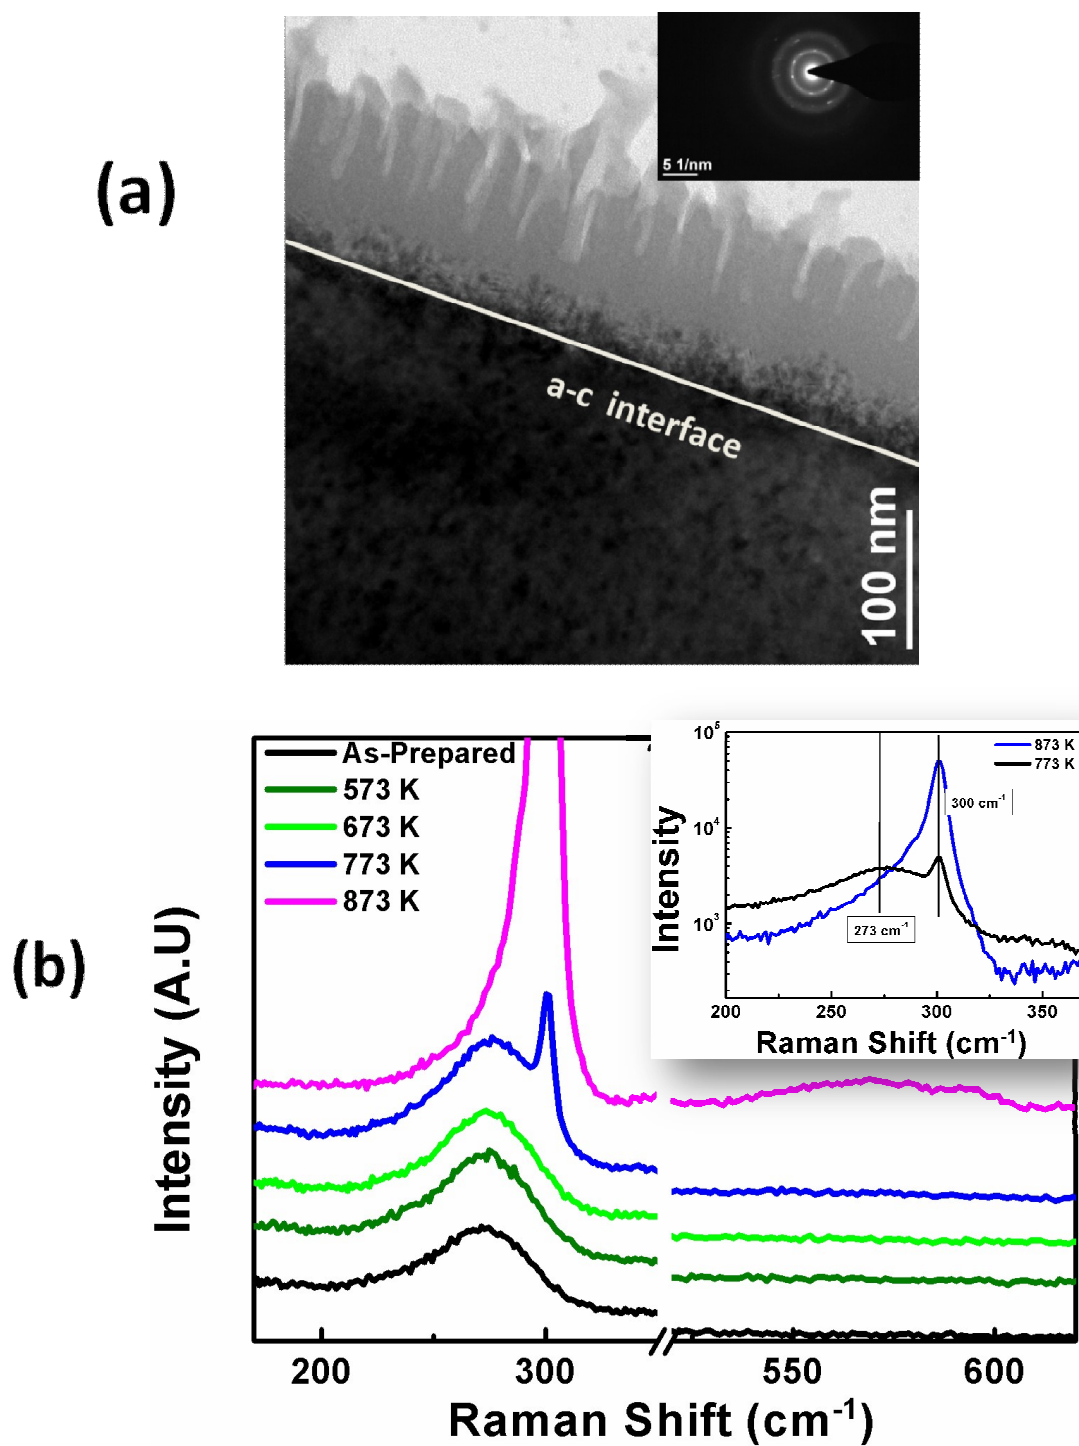 (a)
5 1/nm
a-c interface
100 nm
(b)
Intensity (A.U)
As-Prepared
573 K
673 K
773 K
873 K
200
300
550
600
Raman Shift (cm⁻¹)
Intensity
10⁵
10⁴
10³
873 K
773 K
300 cm⁻¹
273 cm⁻¹
200
250
300
350
Raman Shift (cm⁻¹)